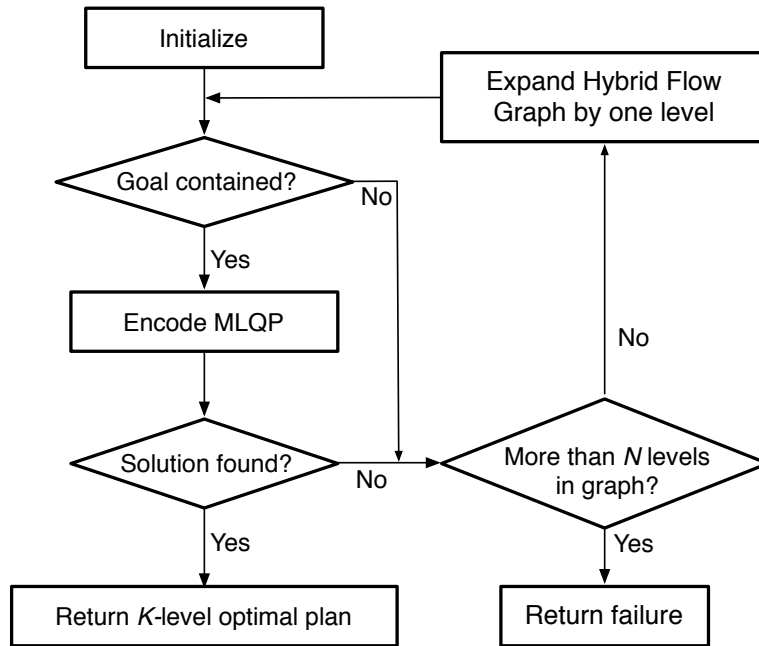 Initialize
Expand Hybrid Flow
Graph by one level
Goal contained?
No
Yes
Encode MLQP
No
Solution found?
No
More than N levels
in graph?
Yes
Yes
Return K-level optimal plan
Return failure